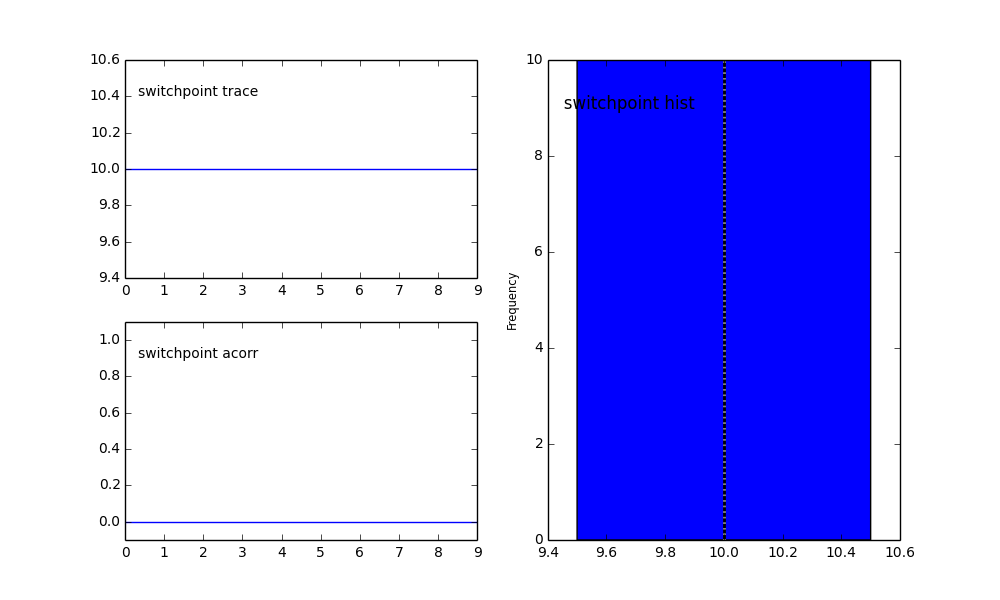 10.6
10.4
10.2
10.0
9.8
9.6
9.4
switchpoint trace
0 1 2 3 4 5 6 7 8 9
1.0
0.8
0.6
0.4
0.2
0.0
switchpoint acorr
0 1 2 3 4 5 6 7 8 9
Frequency
10
8
6
4
2
0
switchpoint hist
9.4 9.6 9.8 10.0 10.2 10.4 10.6